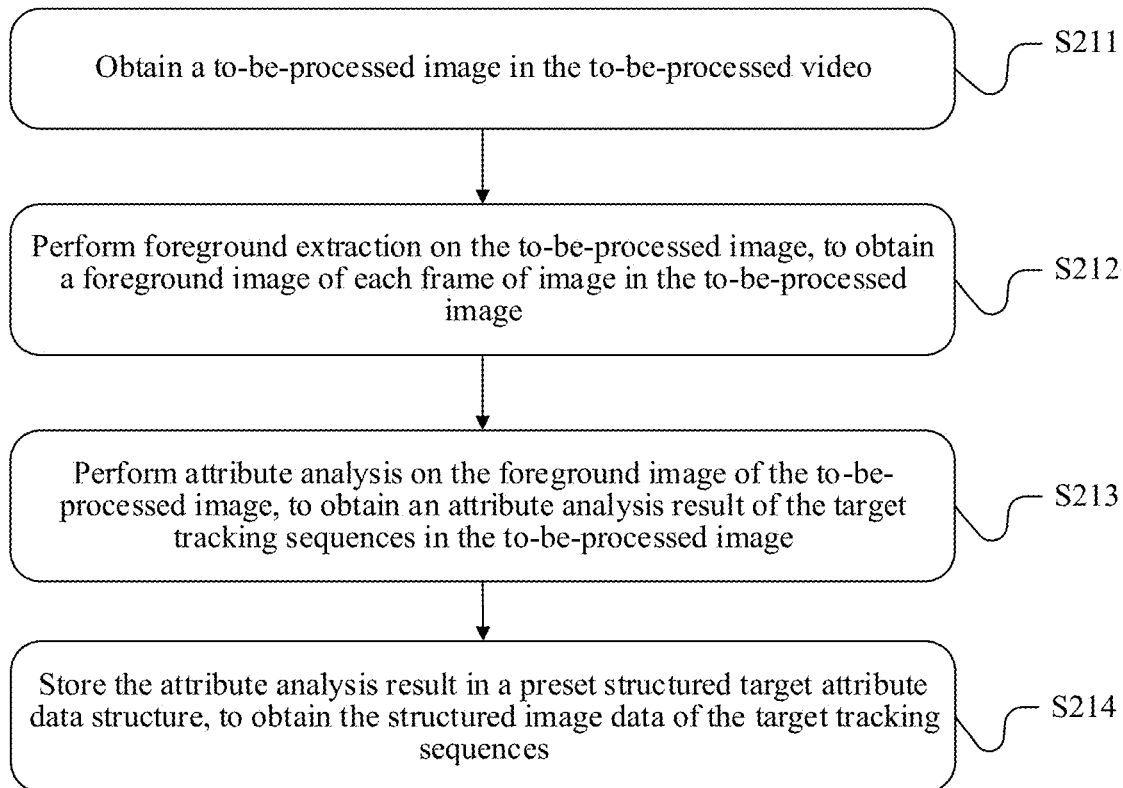 Obtain a to-be-processed image in the to-be-processed video
S211
Perform foreground extraction on the to-be-processed image, to obtain
a foreground image of each frame of image in the to-be-processed
image
S212
Perform attribute analysis on the foreground image of the to-be-
processed image, to obtain an attribute analysis result of the target
tracking sequences in the to-be-processed image
S213
Store the attribute analysis result in a preset structured target attribute
data structure, to obtain the structured image data of the target tracking
sequences
S214